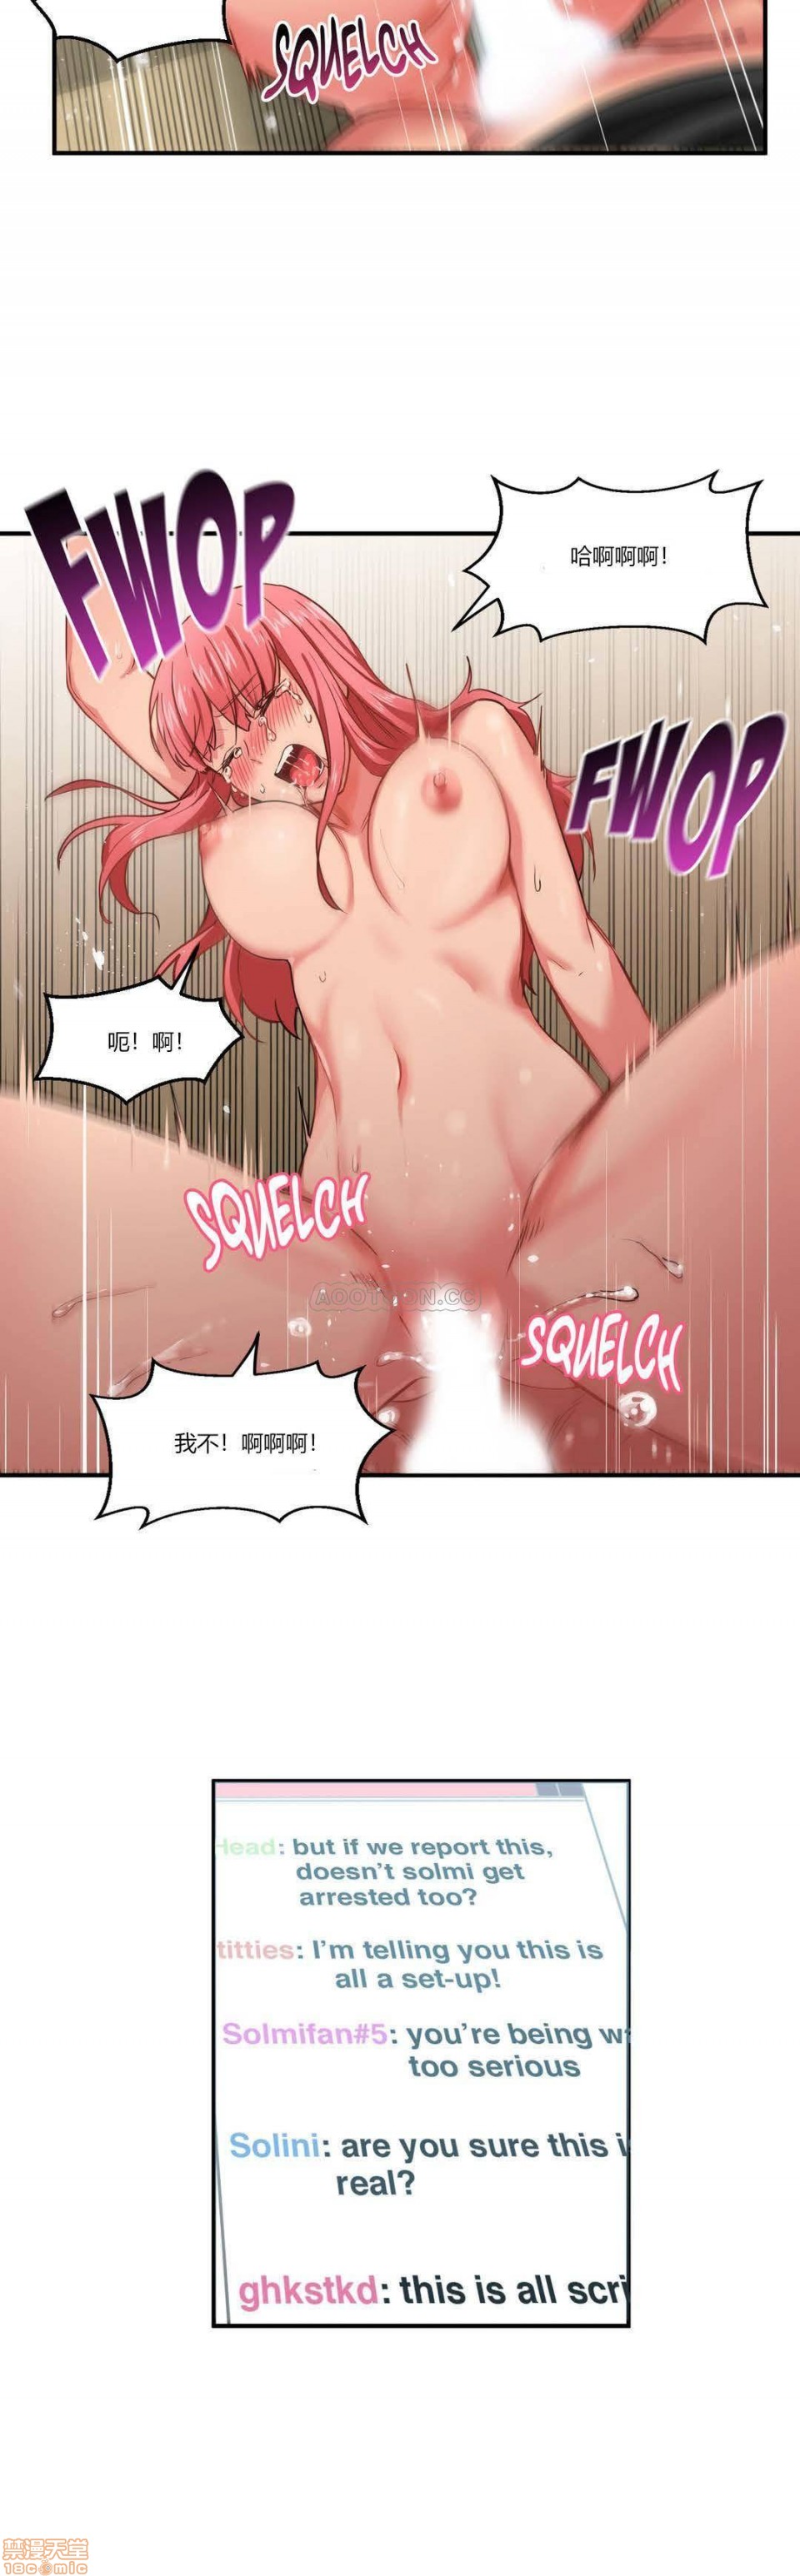 SQUELCH
FWOP
哈啊啊啊！
FWOP
呃！啊！
SQUELCH
AOOTOON.CC
SQUELCH
我不！啊啊啊！
Head: but if we report this,
doesn't solmi get
arrested too?
titties: I'm telling you this is
all a set-up!
Solmifan#5: you're being
too serious
Solini: are you sure this
real?
ghkstkd: this is all scri
禁漫天堂
18comic